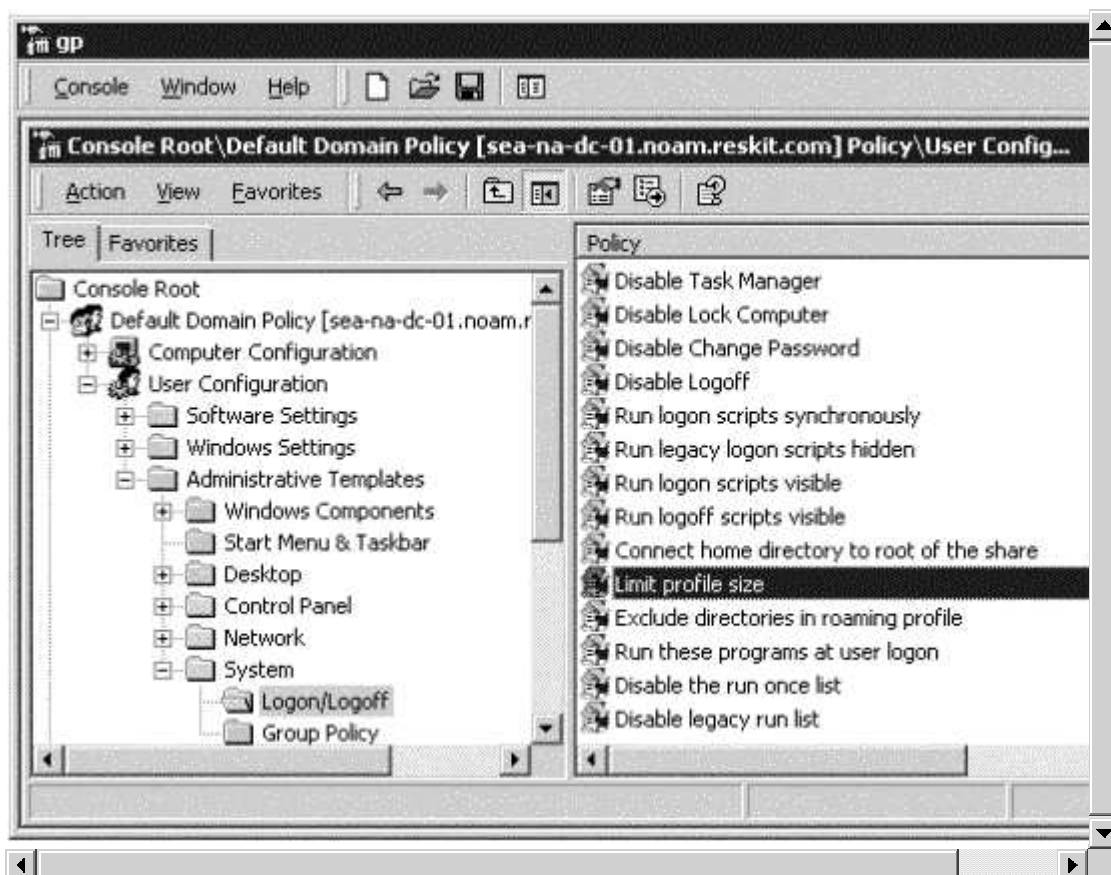 gp
Console Window Help
Console Root\Default Domain Policy [sea-na-dc-01.noam.reskit.com] Policy\User Config...
Action View Favorites
Tree Favorites
Console Root
Default Domain Policy [sea-na-dc-01.noam.r
Computer Configuration
User Configuration
Software Settings
Windows Settings
Administrative Templates
Windows Components
Start Menu & Taskbar
Desktop
Control Panel
Network
System
Logon/Logoff
Group Policy
Policy
Disable Task Manager
Disable Lock Computer
Disable Change Password
Disable Logoff
Run logon scripts synchronously
Run legacy logon scripts hidden
Run logon scripts visible
Run logoff scripts visible
Connect home directory to root of the share
Limit profile size
Exclude directories in roaming profile
Run these programs at user logon
Disable the run once list
Disable legacy run list